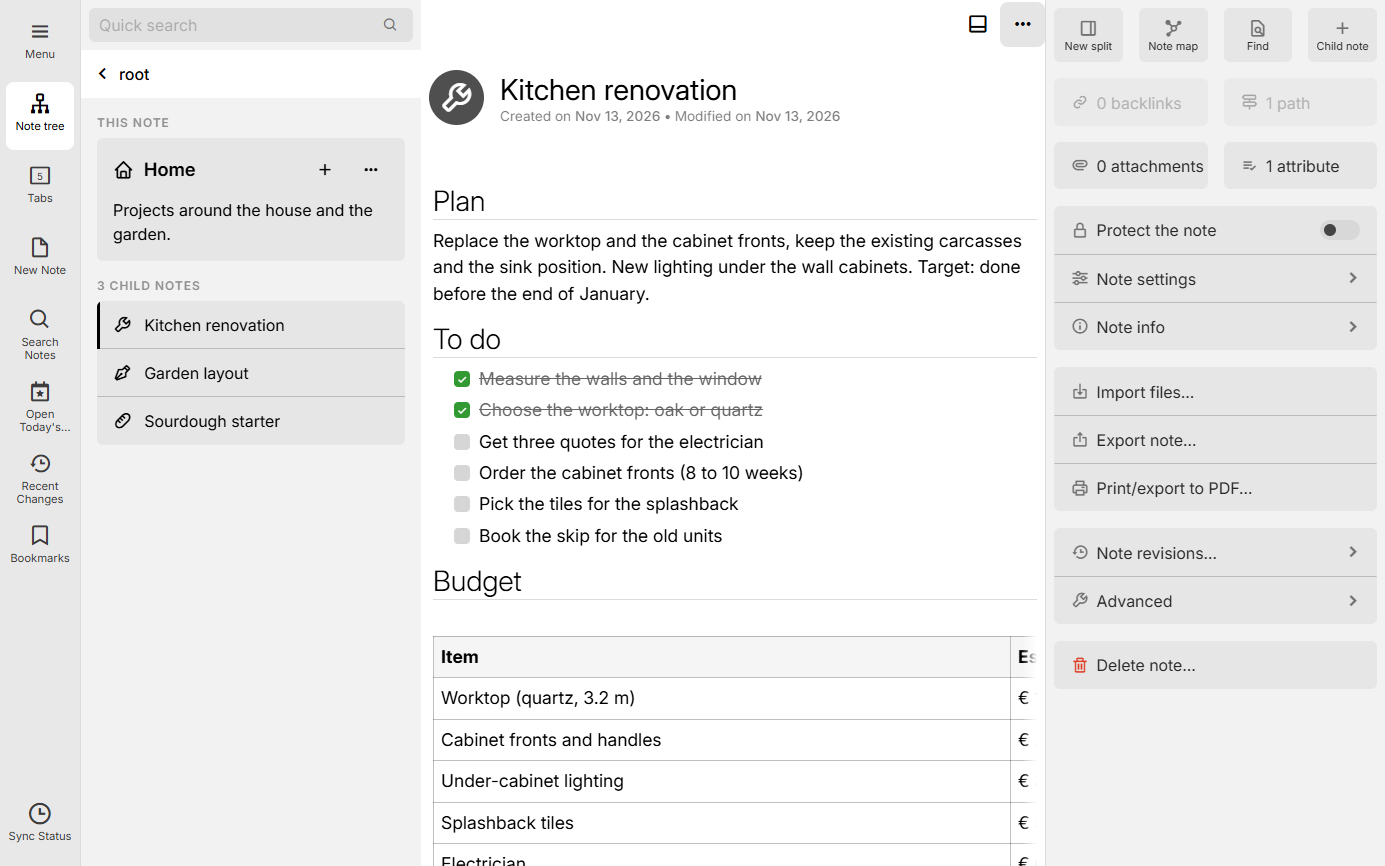 Menu
Note tree
5
Tabs
New Note
Search
Notes
Open
Today's...
Recent
Changes
Bookmarks
Sync Status
Quick search
root
THIS NOTE
Home
Projects around the house and the
garden.
3 CHILD NOTES
Kitchen renovation
Garden layout
Sourdough starter
Kitchen renovation
Created on Nov 13, 2026 • Modified on Nov 13, 2026
Plan
Replace the worktop and the cabinet fronts, keep the existing carcasses
and the sink position. New lighting under the wall cabinets. Target: done
before the end of January.
To do
Measure the walls and the window
Choose the worktop: oak or quartz
Get three quotes for the electrician
Order the cabinet fronts (8 to 10 weeks)
Pick the tiles for the splashback
Book the skip for the old units
Budget
Item
Worktop (quartz, 3.2 m) €
Cabinet fronts and handles €
Under-cabinet lighting €
Splashback tiles €
Electrician €
New split
Note map
Find
Child note
0 backlinks
1 path
0 attachments
1 attribute
Protect the note
Note settings
Note info
Import files...
Export note...
Print/export to PDF...
Note revisions...
Advanced
Delete note...